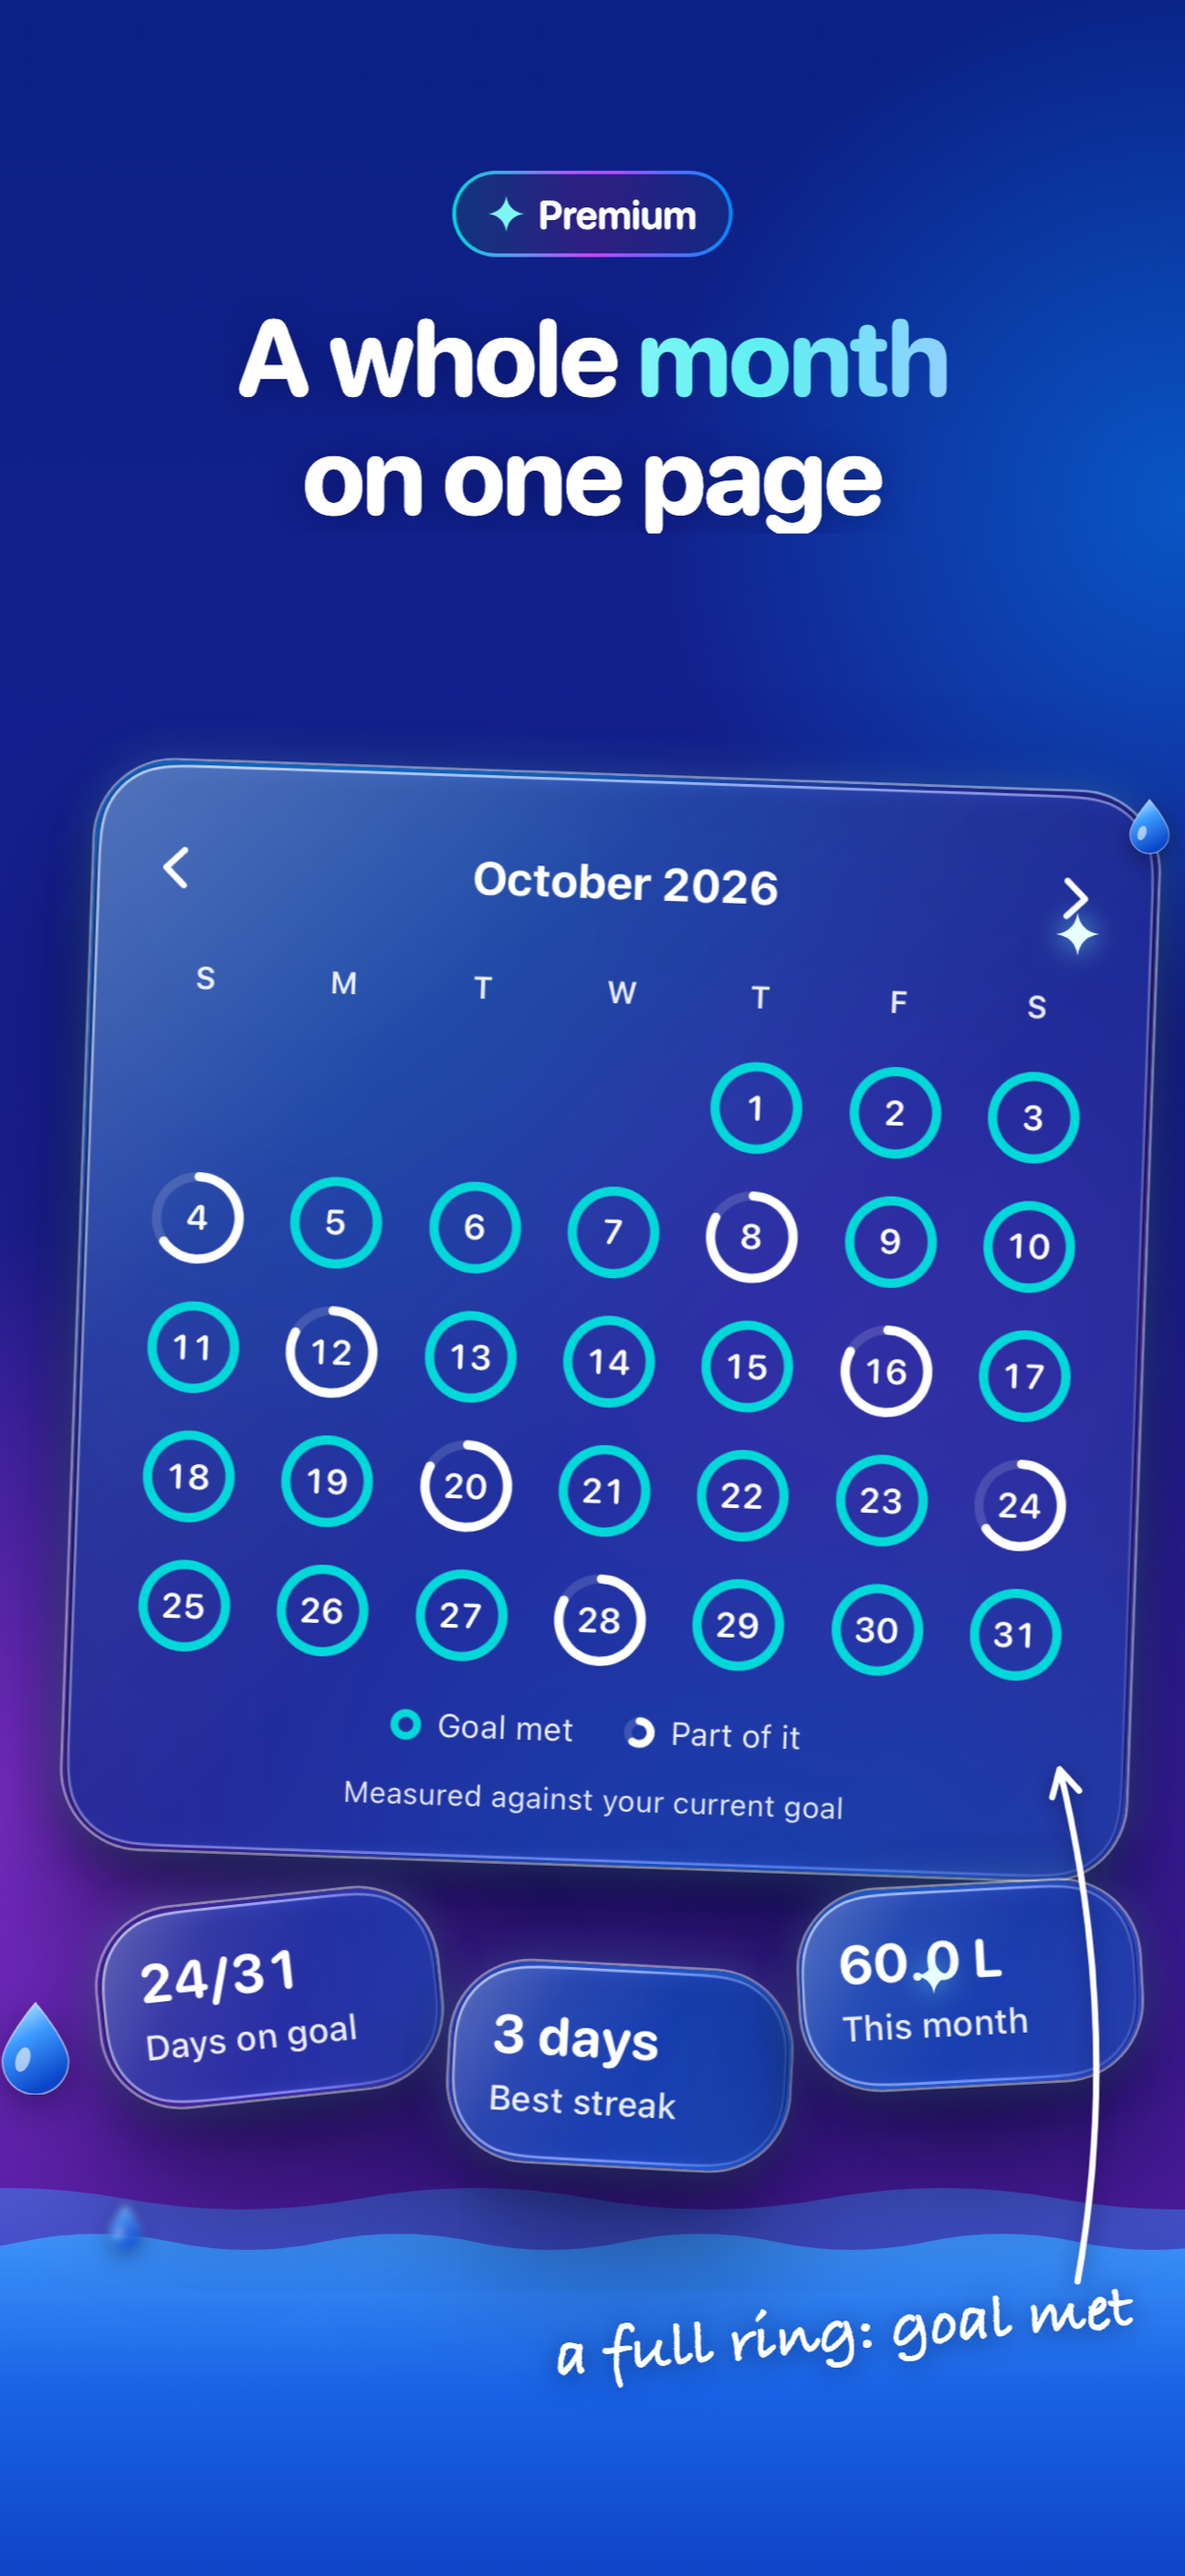 Premium
A whole month
on one page
October 2026
S M T W T F S
1 2 3
4 5 6 7 8 9 10
11 12 13 14 15 16 17
18 19 20 21 22 23 24
25 26 27 28 29 30 31
Goal met Part of it
Measured against your current goal
24/31
Days on goal
3 days
Best streak
60.0 L
This month
a full ring: goal met